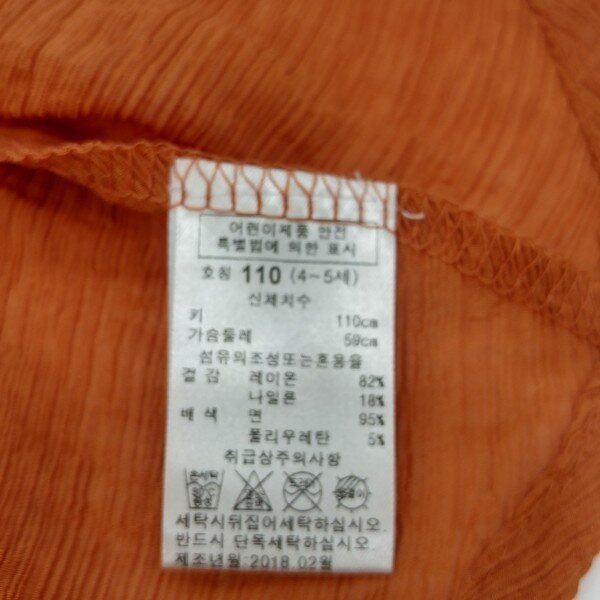 어린이제품 안전
특별법에 의한 표시
호칭 110 (4~5세)
신체치수
키 110cm
가슴둘레 59cm
섬유의조성또는혼용율
겉 감 레이온 82%
나일론 18%
배 색 면 95%
폴리우레탄 5%
취급상주의사항
세탁시뒤집어세탁하십시오.
반드시 단독세탁하십시오
제조년월:2018.02월